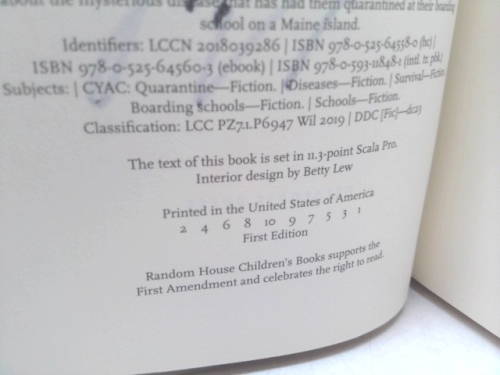 about the mysterious disease that has had them quarantined at their boarding
school on a Maine island.
Identifiers: LCCN 2018039286 | ISBN 978-0-525-64558-0 (hc) |
ISBN 978-0-525-64560-3 (ebook) | ISBN 978-0-593-11848-1 (intl. tr. pbk)
Subjects: | CYAC: Quarantine—Fiction. | Diseases—Fiction. | Survival—Fiction.
Boarding schools—Fiction. | Schools—Fiction.
Classification: LCC PZ7.1.P6947 Wil 2019 | DDC [Fic]—dc23
The text of this book is set in 11.3-point Scala Pro.
Interior design by Betty Lew
Printed in the United States of America
2 4 6 8 10 9 7 5 3 1
First Edition
Random House Children's Books supports the
First Amendment and celebrates the right to read.